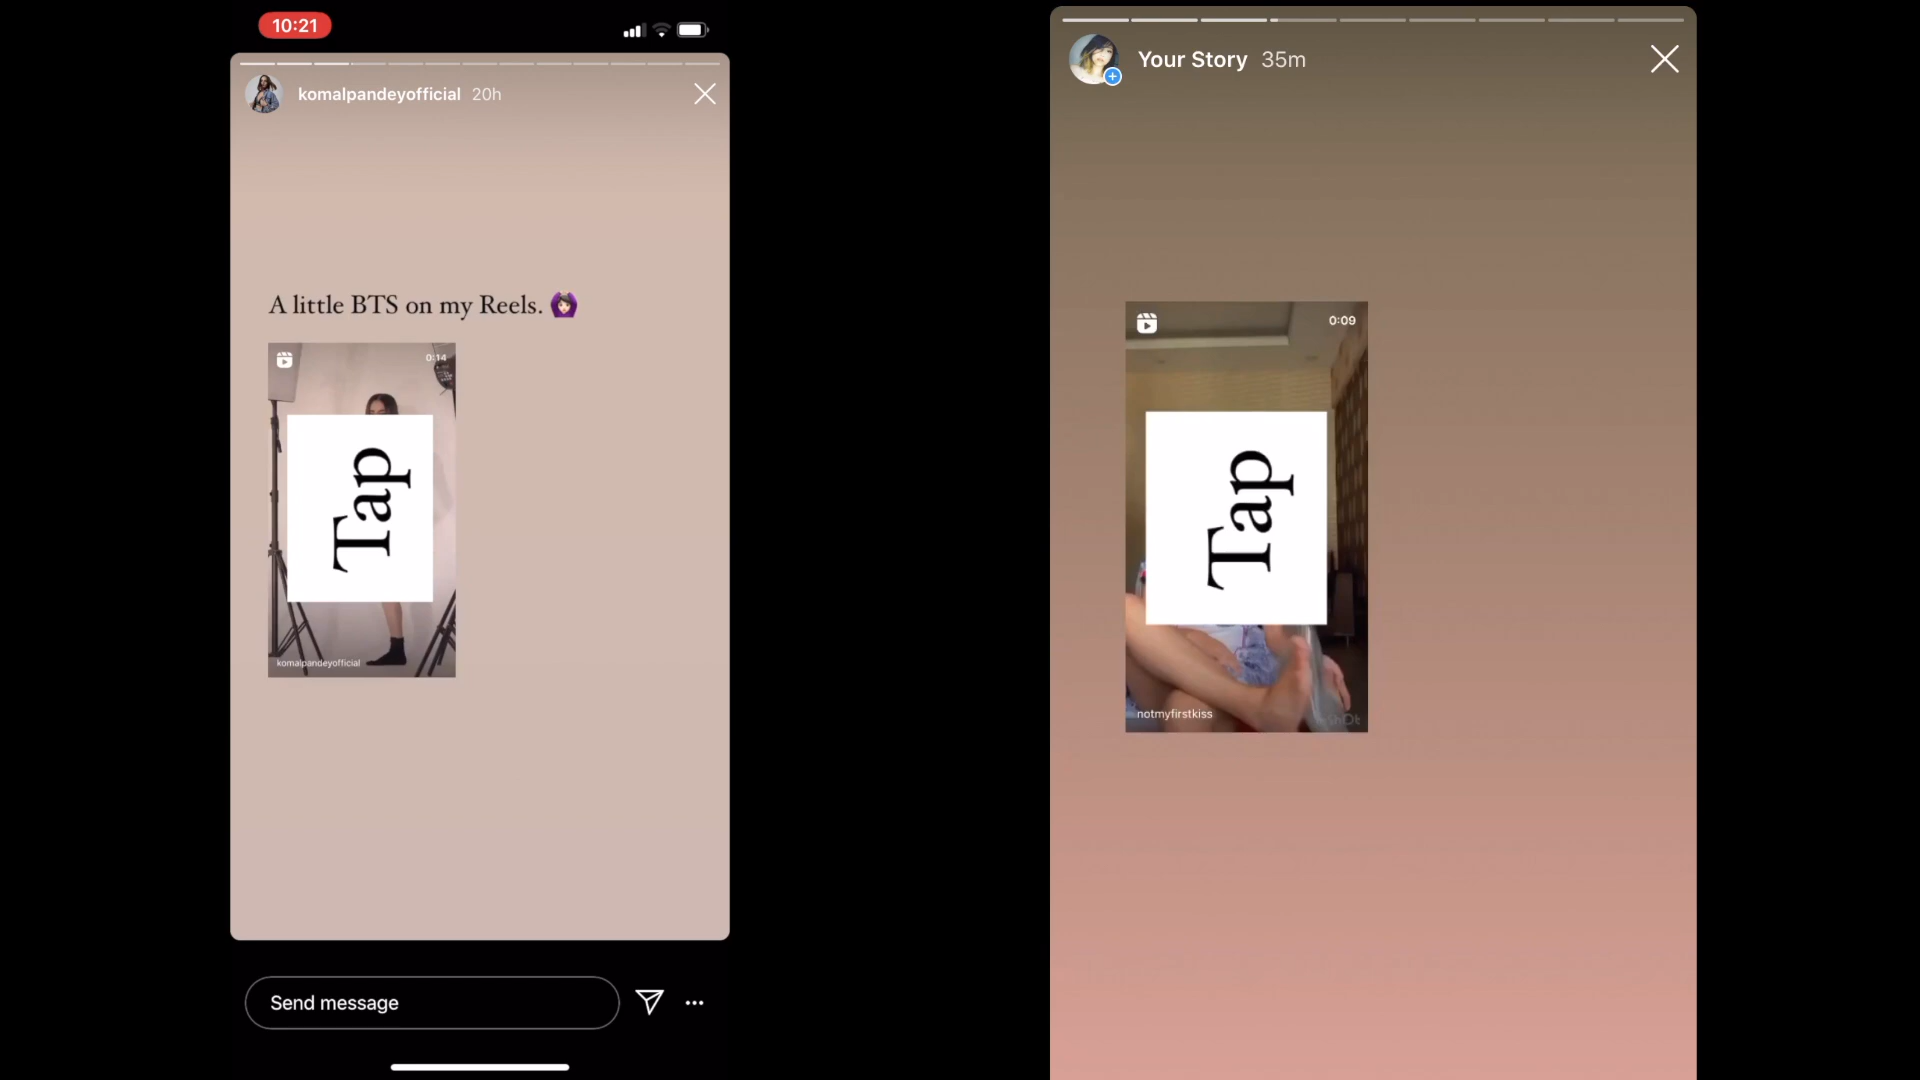 10:21
komalpandeyofficial 20h
A little BTS on my Reels.
0:14
Tap
komalpandeyofficial
Send message
Your Story 35m
0:09
Tap
notmyfirstkiss